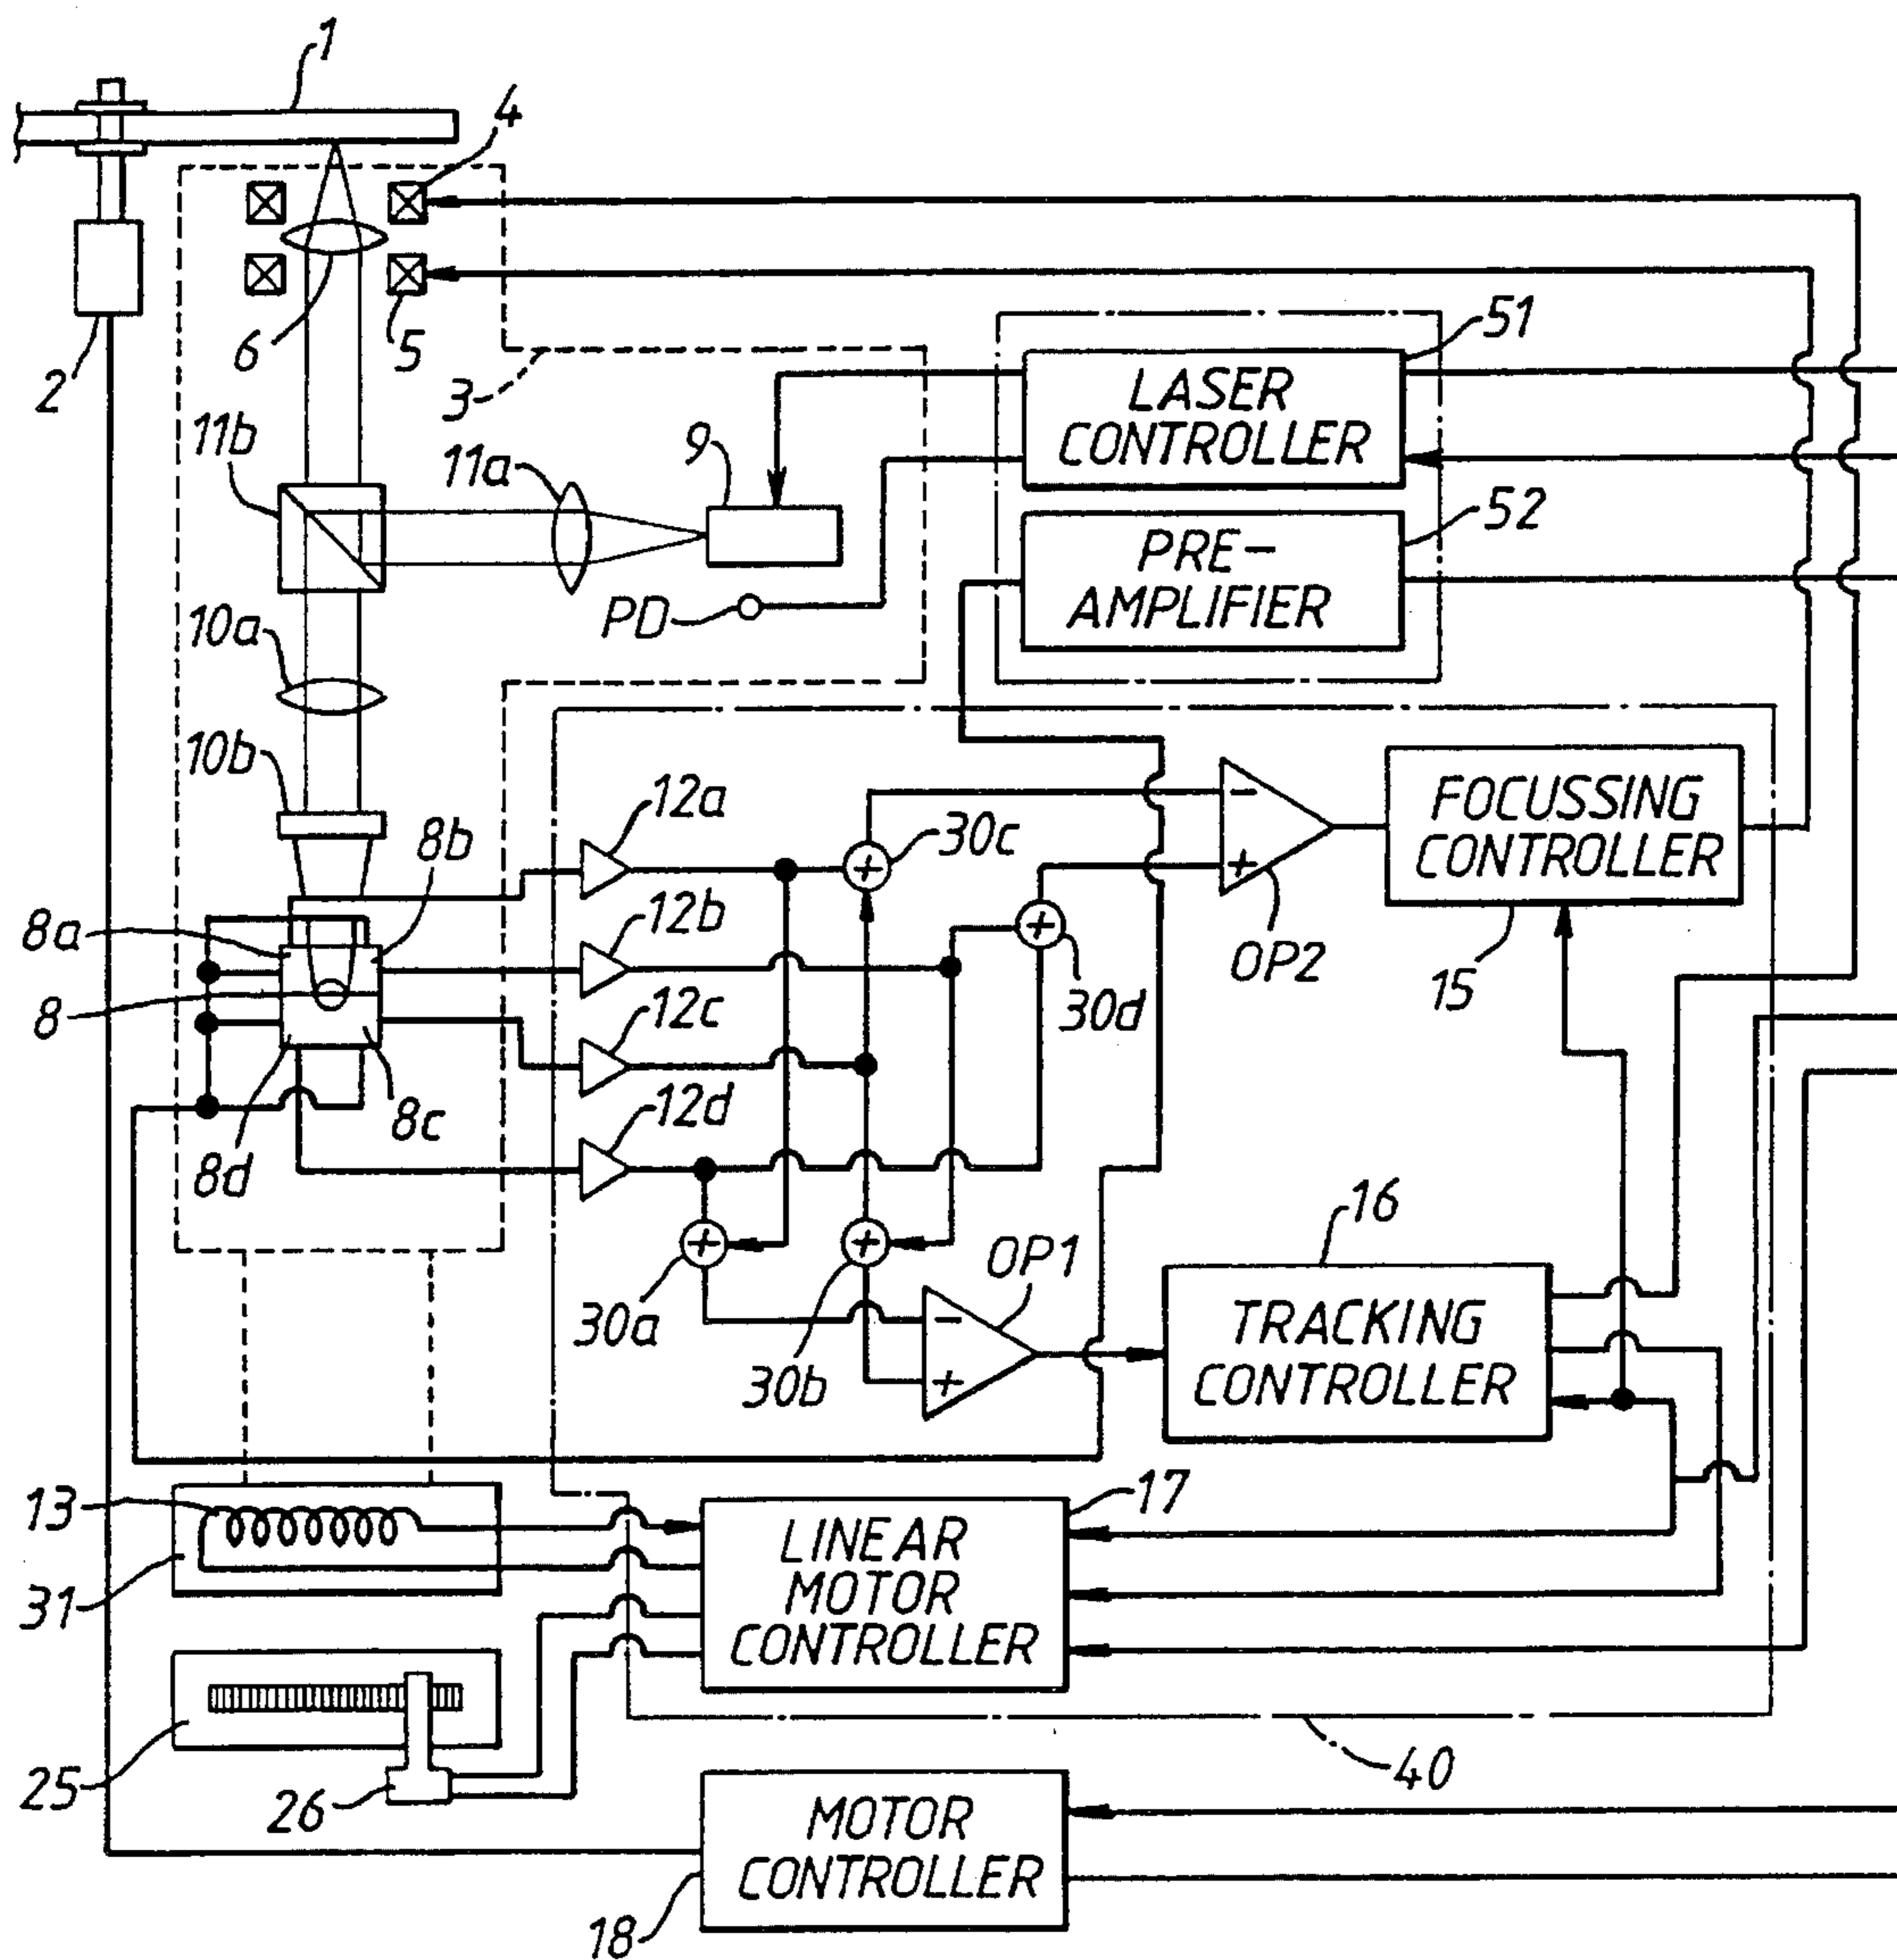 1
4
51
6
5
3
2
LASER
CONTROLLER
11b
9
11a
52
PRE-
AMPLIFIER
PD
10a
10b
12a
8b
30c
-
FOCUSSING
CONTROLLER
+
+
12b
8a
+
OP2
15
8
12c
30d
12d
8c
8d
16
+
+
OP1
30a
-
TRACKING
CONTROLLER
30b
+
13
17
LINEAR
MOTOR
CONTROLLER
31
25
26
40
MOTOR
CONTROLLER
18